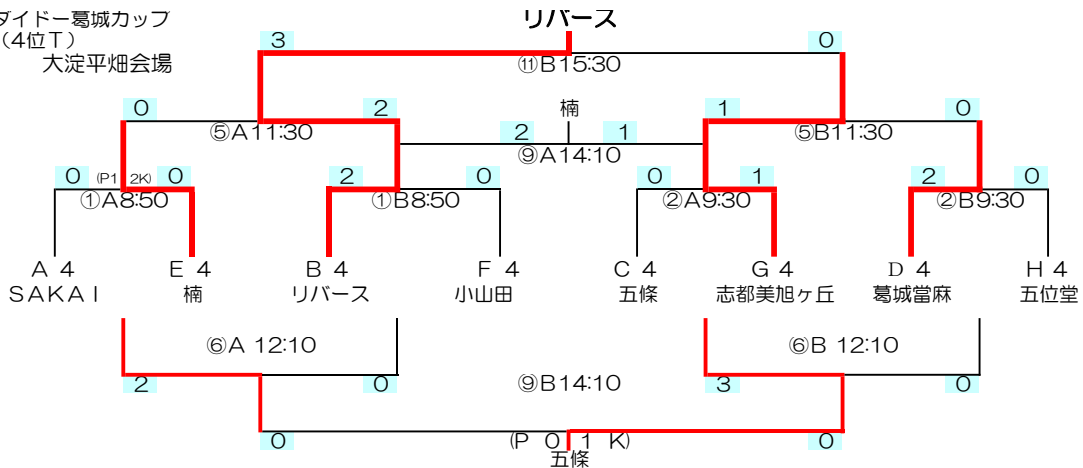 ダイドー葛城カップ
リバース
(4位T)
3
0
大淀平畑会場
⑪B15:30
0
2
楠
1
0
⑤A11:30
2
1
⑤B11:30
⑨A14:10
0
(P1 2K)
0
2
0
0
1
2
0
①A8:50
①B8:50
②A9:30
②B9:30
A 4
E 4
B 4
F 4
C 4
G 4
D 4
H 4
SAKAI
楠
リバース
小山田
五條
志都美旭ヶ丘
葛城當麻
五位堂
⑥A 12:10
⑥B 12:10
2
0
⑨B14:10
3
0
0
(P 0 1 K)
0
五條